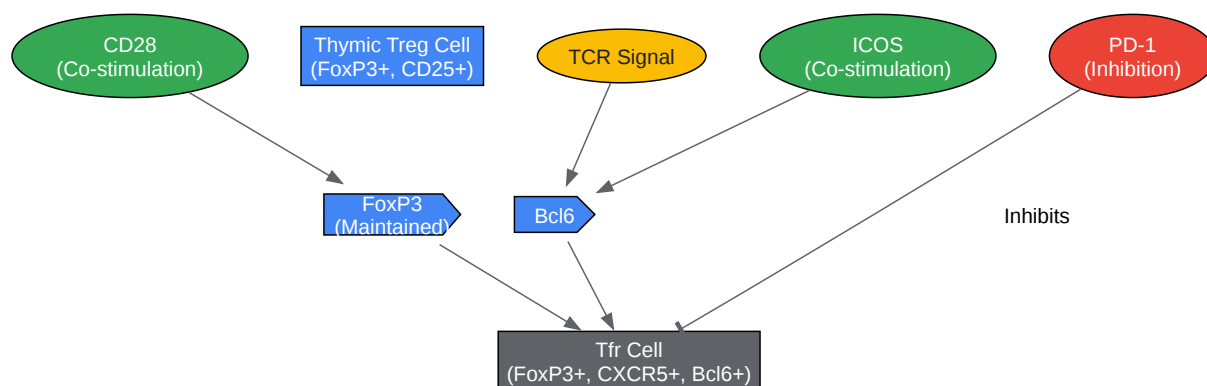 CD28
(Co-stimulation)
Thymic Treg Cell
(FoxP3+, CD25+)
TCR Signal
ICOS
(Co-stimulation)
PD-1
(Inhibition)
FoxP3
(Maintained)
Bcl6
Inhibits
Tfr Cell
(FoxP3+, CXCR5+, Bcl6+)